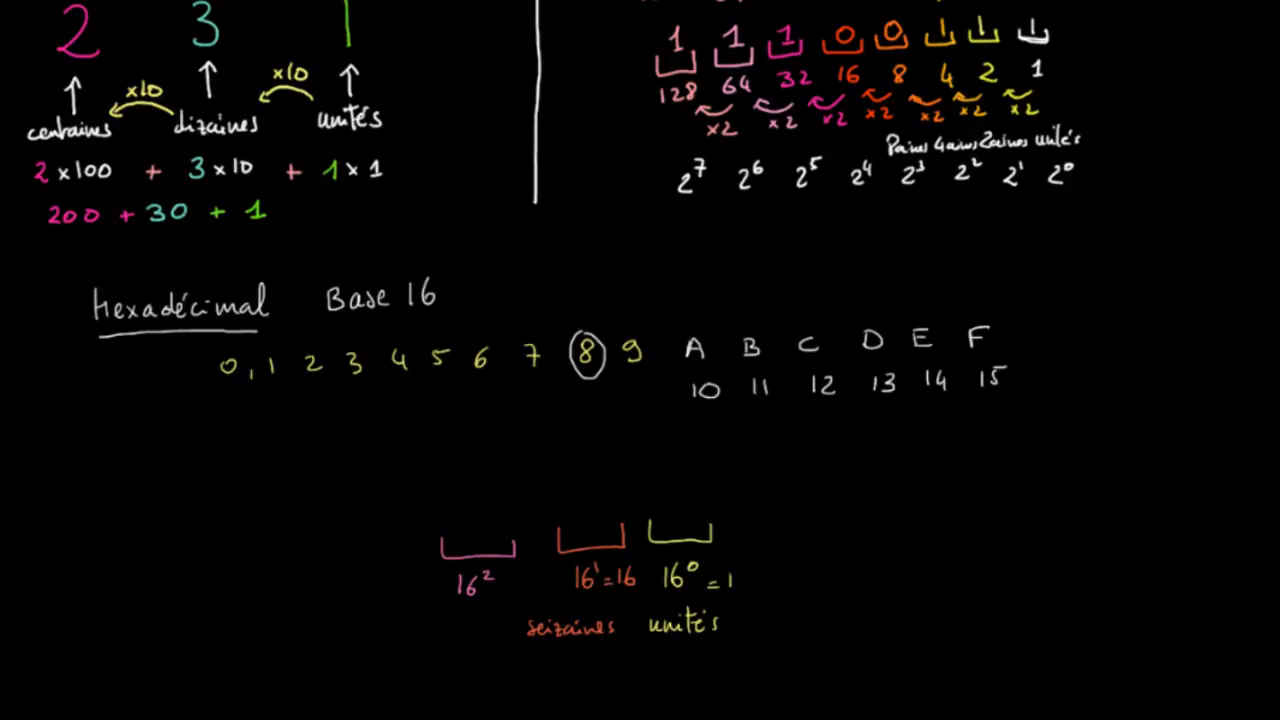 2 3 1
×10 ×10
centaines dizaines unités
2 ×100 + 3 ×10 + 1 × 1
200 + 30 + 1
1 1 1 0 0 1 1 1
128 64 32 16 8 4 2 1
×2 ×2 ×2 ×2 ×2 ×2 ×2
unités
2⁷ 2⁶ 2⁵ 2⁴ 2³ 2² 2¹ 2⁰
Hexadécimal Base 16
0, 1 2 3 4 5 6 7 8 9 A B C D E F
10 11 12 13 14 15
16² 16¹=16 16⁰=1
seizaines unités